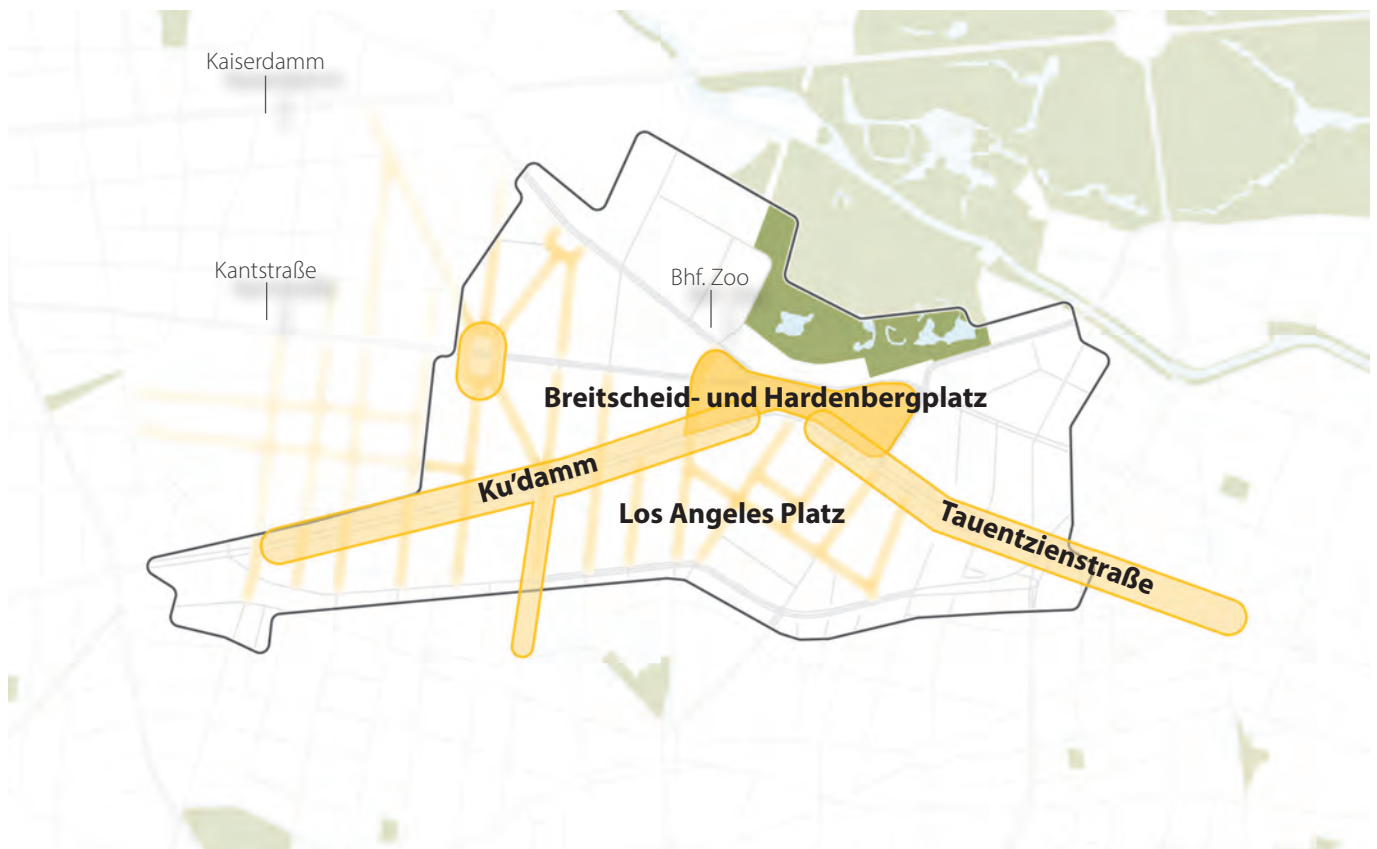 Kaiserdamm
Kantstraße
Bhf. Zoo
Breitscheid- und Hardenbergplatz
Ku’damm
Los Angeles Platz
Tauentzienstraße